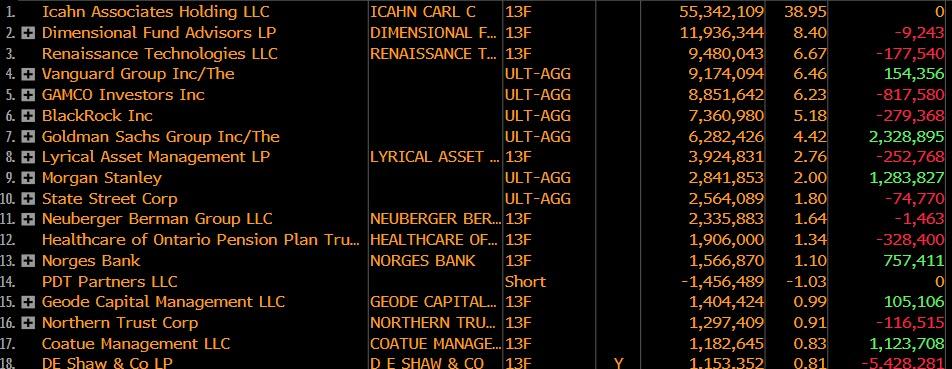 1. Icahn Associates Holding LLC ICAHN CARL C 13F 55,342,109 38.95 0
2. + Dimensional Fund Advisors LP DIMENSIONAL F... 13F 11,936,344 8.40 -9,243
3. Renaissance Technologies LLC RENAISSANCE T... 13F 9,480,043 6.67 -177,540
4. + Vanguard Group Inc/The ULT-AGG 9,174,094 6.46 154,356
5. + GAMCO Investors Inc ULT-AGG 8,851,642 6.23 -817,580
6. + BlackRock Inc ULT-AGG 7,360,980 5.18 -279,368
7. + Goldman Sachs Group Inc/The ULT-AGG 6,282,426 4.42 2,328,895
8. + Lyrical Asset Management LP LYRICAL ASSET ... 13F 3,924,831 2.76 -252,768
9. + Morgan Stanley ULT-AGG 2,841,853 2.00 1,283,827
10. + State Street Corp ULT-AGG 2,564,089 1.80 -74,770
11. + Neuberger Berman Group LLC NEUBERGER BER... 13F 2,335,883 1.64 -1,463
12. Healthcare of Ontario Pension Plan Tru... HEALTHCARE OF... 13F 1,906,000 1.34 -328,400
13. + Norges Bank NORGES BANK 13F 1,566,870 1.10 757,411
14. PDT Partners LLC Short -1,456,489 -1.03 0
15. + Geode Capital Management LLC GEODE CAPITAL... 13F 1,404,424 0.99 105,106
16. + Northern Trust Corp NORTHERN TRU... 13F 1,297,409 0.91 -116,515
17. Coatue Management LLC COATUE MANAGE... 13F 1,182,645 0.83 1,123,708
18. DE Shaw & Co LP D E SHAW & CO 13F Y 1,153,352 0.81 -5,428,281